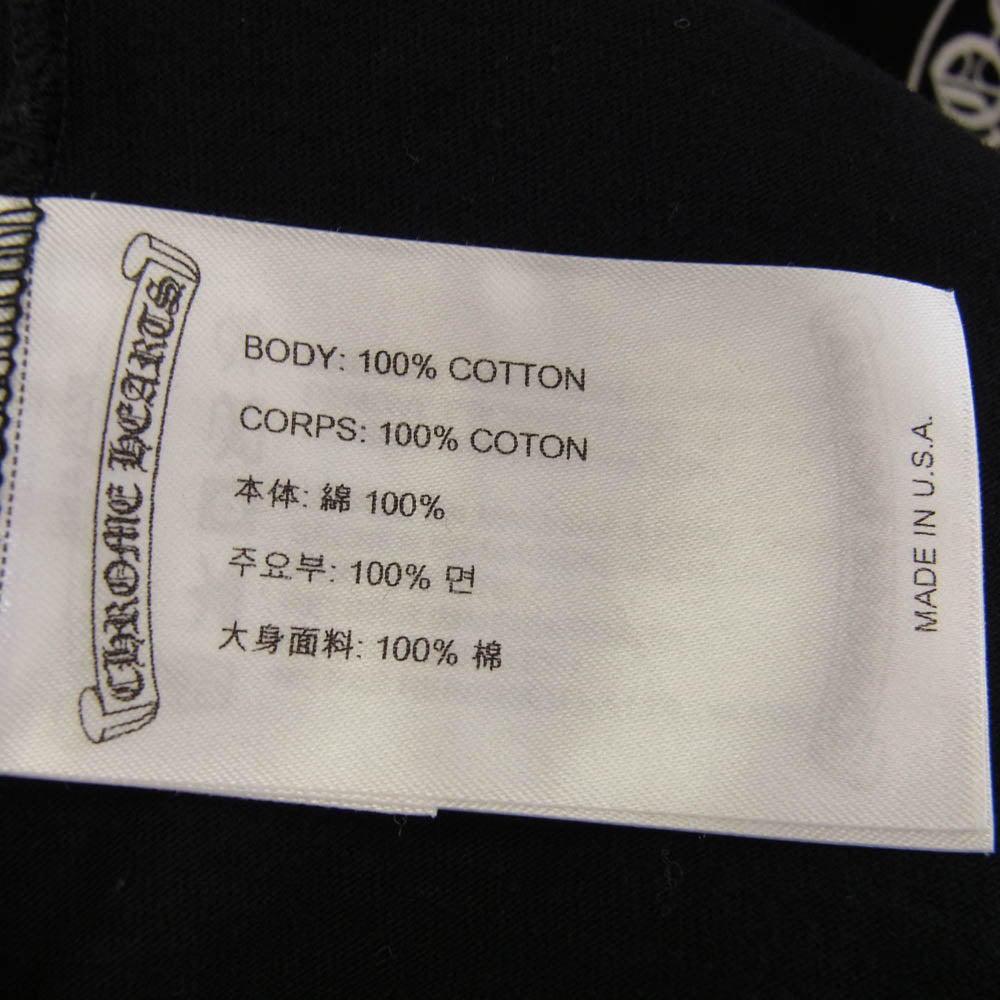 CHROME HEARTS
BODY: 100% COTTON
CORPS: 100% COTON
本体: 綿 100%
주요부: 100% 면
大身面料: 100% 棉
MADE IN U.S.A.